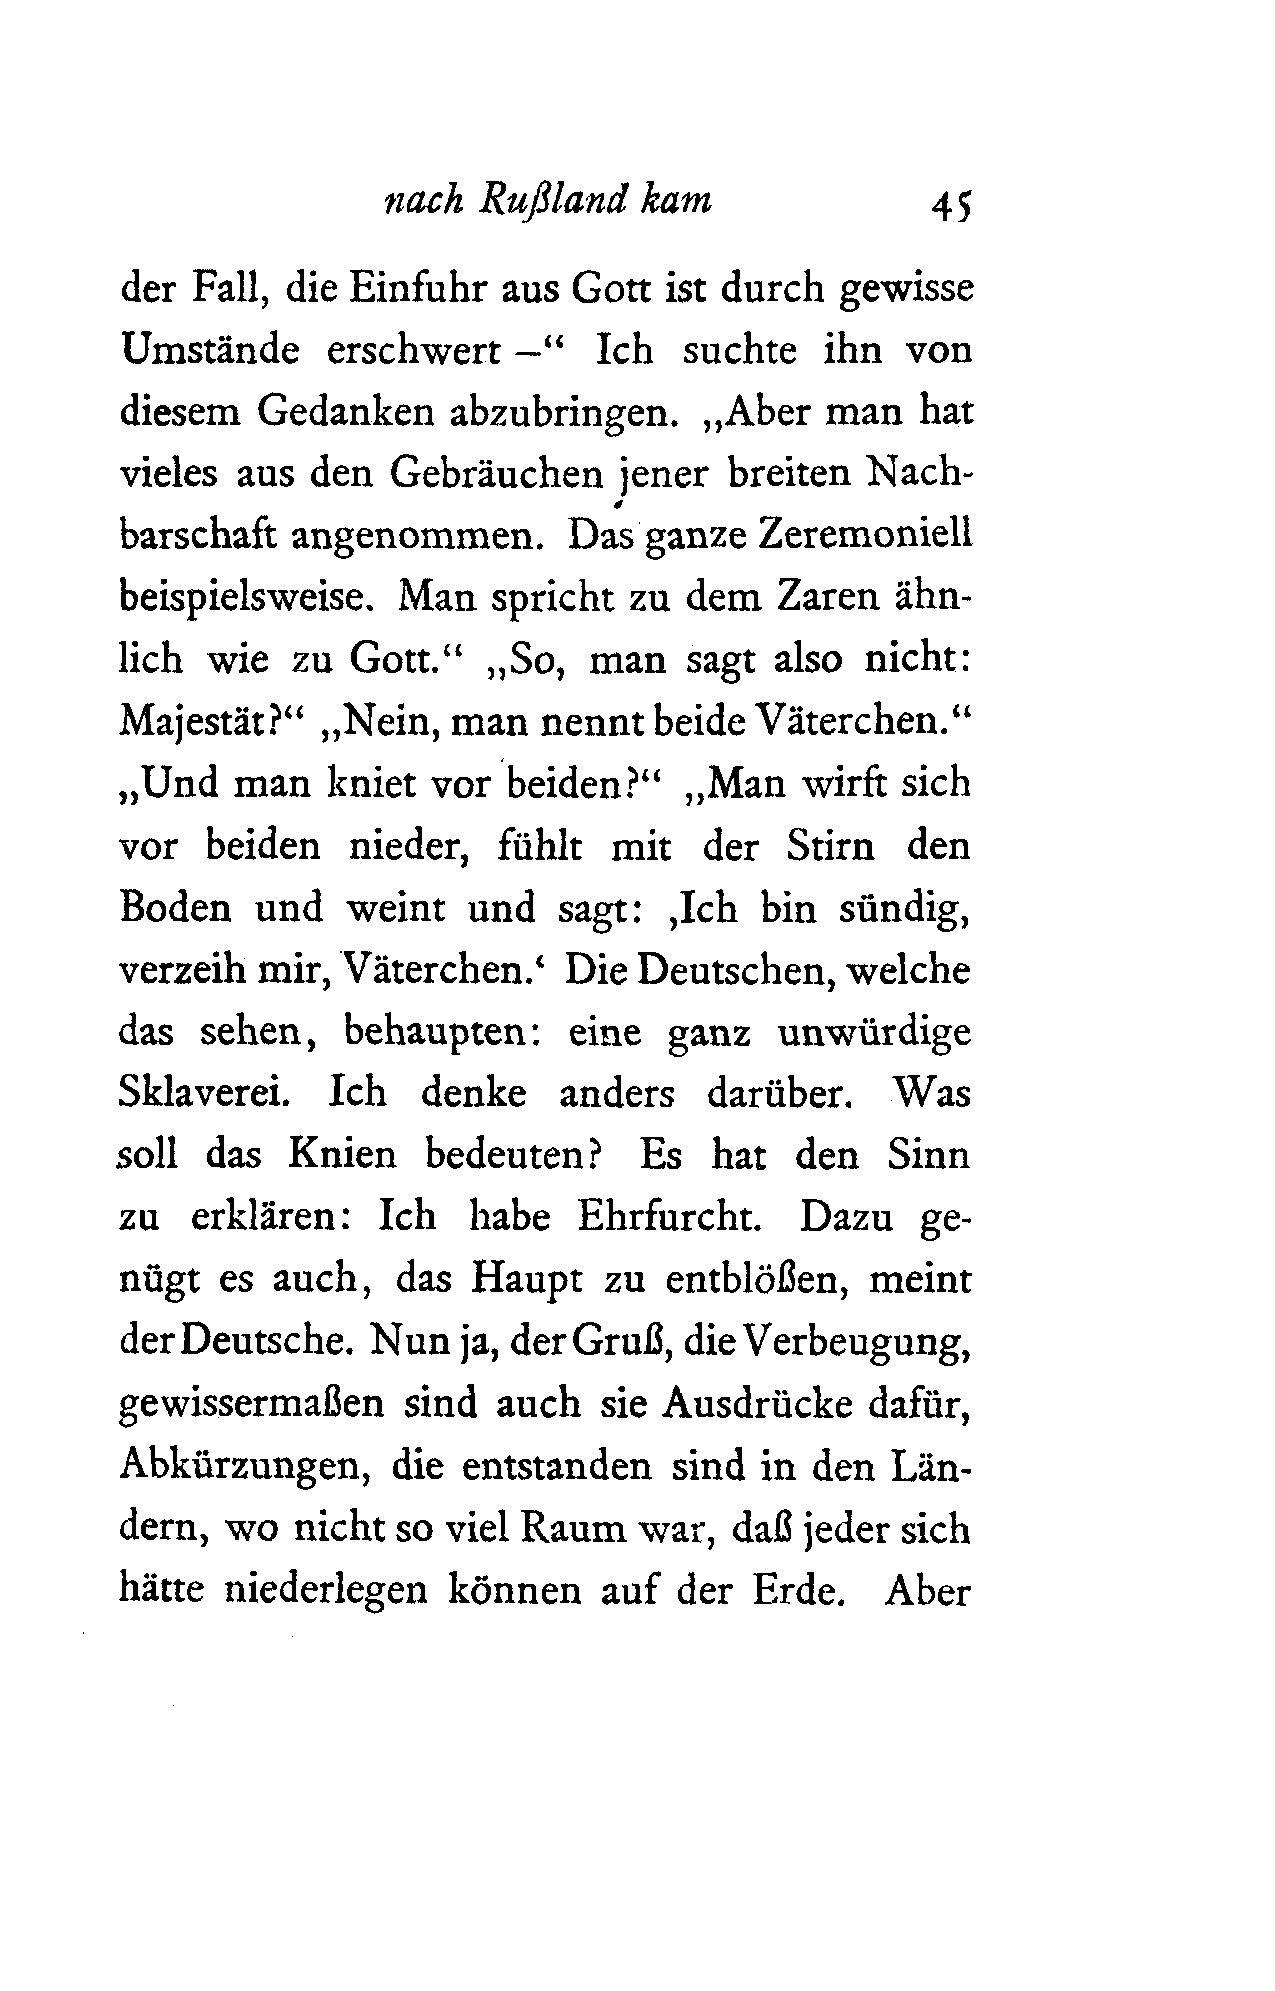 nach Rußland kam 45
der Fall, die Einfuhr aus Gott ist durch gewisse
Umstände erschwert –“ Ich suchte ihn von
diesem Gedanken abzubringen. „Aber man hat
vieles aus den Gebräuchen jener breiten Nach-
barschaft angenommen. Das ganze Zeremoniell
beispielsweise. Man spricht zu dem Zaren ähn-
lich wie zu Gott.“ „So, man sagt also nicht:
Majestät?“ „Nein, man nennt beide Väterchen.“
„Und man kniet vor beiden?“ „Man wirft sich
vor beiden nieder, fühlt mit der Stirn den
Boden und weint und sagt: ‚Ich bin sündig,
verzeih mir, Väterchen.‘ Die Deutschen, welche
das sehen, behaupten: eine ganz unwürdige
Sklaverei. Ich denke anders darüber. Was
soll das Knien bedeuten? Es hat den Sinn
zu erklären: Ich habe Ehrfurcht. Dazu ge-
nügt es auch, das Haupt zu entblößen, meint
der Deutsche. Nun ja, der Gruß, die Verbeugung,
gewissermaßen sind auch sie Ausdrücke dafür,
Abkürzungen, die entstanden sind in den Län-
dern, wo nicht so viel Raum war, daß jeder sich
hätte niederlegen können auf der Erde. Aber